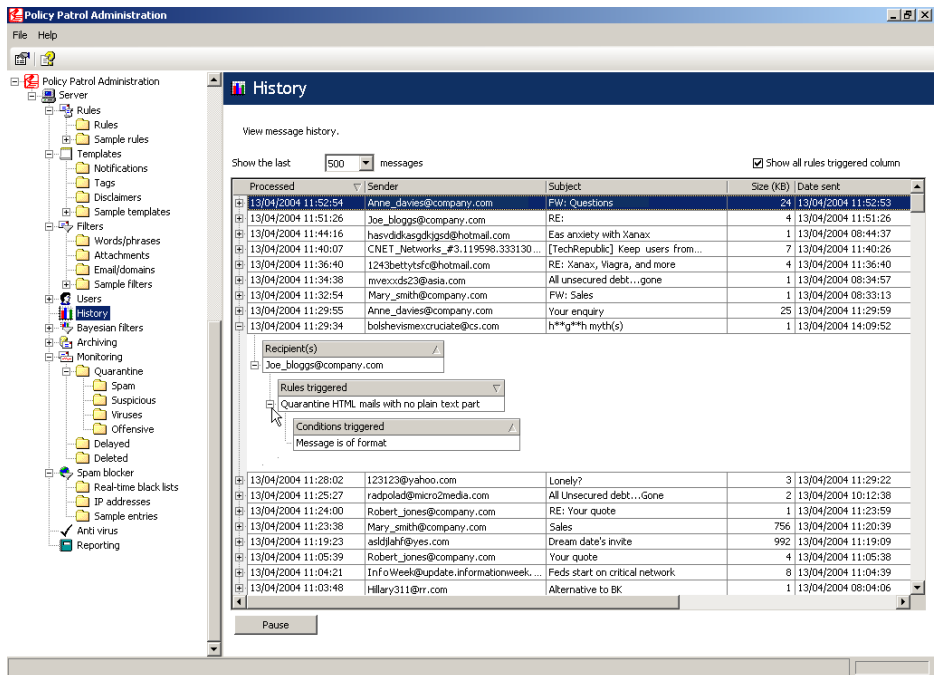 Policy Patrol Administration
File Help
Policy Patrol Administration
Server
Rules
Rules
Sample rules
Templates
Notifications
Tags
Disclaimers
Sample templates
Filters
Words/phrases
Attachments
Email/domains
Sample filters
Users
History
Bayesian filters
Archiving
Monitoring
Quarantine
Spam
Suspicious
Viruses
Offensive
Delayed
Deleted
Spam blocker
Real-time black lists
IP addresses
Sample entries
Anti virus
Reporting
History
View message history.
Show the last 500 messages Show all rules triggered column
Processed Sender Subject Size (KB) Date sent
13/04/2004 11:52:54 Anne_davies@company.com FW: Questions 24 13/04/2004 11:52:53
13/04/2004 11:51:26 Joe_bloggs@company.com RE: 4 13/04/2004 11:51:26
13/04/2004 11:44:16 hasvdidkasgdkjgsd@hotmail.com Eas anxiety with Xanax 1 13/04/2004 08:44:37
13/04/2004 11:40:07 CNET_Networks_#3.119598.333130... [TechRepublic] Keep users from... 7 13/04/2004 11:40:26
13/04/2004 11:36:40 1243bettytsfc@hotmail.com RE: Xanax, Viagra, and more 4 13/04/2004 11:36:40
13/04/2004 11:34:38 mvexxds23@asia.com All unsecured debt...gone 1 13/04/2004 08:34:57
13/04/2004 11:32:54 Mary_smith@company.com FW: Sales 1 13/04/2004 08:33:13
13/04/2004 11:29:55 Anne_davies@company.com Your enquiry 25 13/04/2004 11:29:59
13/04/2004 11:29:34 bolshevismexcruciate@cs.com h**g**h myth(s) 1 13/04/2004 14:09:52
Recipient(s)
Joe_bloggs@company.com
Rules triggered
Quarantine HTML mails with no plain text part
Conditions triggered
Message is of format
13/04/2004 11:28:02 123123@yahoo.com Lonely? 3 13/04/2004 11:29:22
13/04/2004 11:25:27 radpolad@micro2media.com All Unsecured debt...Gone 2 13/04/2004 10:12:38
13/04/2004 11:24:00 Robert_jones@company.com RE: Your quote 1 13/04/2004 11:23:59
13/04/2004 11:23:38 Mary_smith@company.com Sales 756 13/04/2004 11:20:39
13/04/2004 11:19:23 asldjlahf@yes.com Dream date's invite 992 13/04/2004 11:19:09
13/04/2004 11:05:39 Robert_jones@company.com Your quote 4 13/04/2004 11:05:38
13/04/2004 11:04:21 InfoWeek@update.informationweek.... Feds start on critical network 8 13/04/2004 11:04:39
13/04/2004 11:03:48 Hillary311@rr.com Alternative to BK 1 13/04/2004 08:04:06
Pause